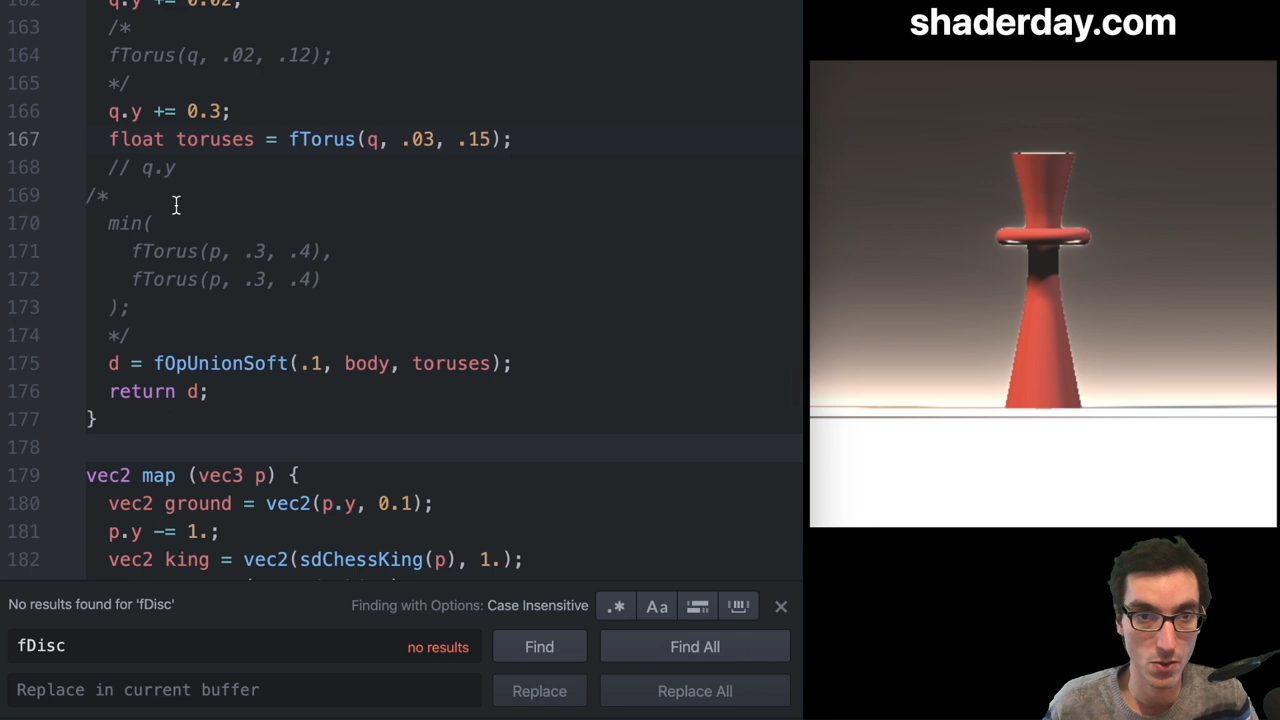 162 q.y += 0.02;
163 /*
164 fTorus(q, .02, .12);
165 */
166 q.y += 0.3;
167 float toruses = fTorus(q, .03, .15);
168 // q.y
169 /*
170 min(
171 fTorus(p, .3, .4),
172 fTorus(p, .3, .4)
173 );
174 */
175 d = fOpUnionSoft(.1, body, toruses);
176 return d;
177 }
178
179 vec2 map (vec3 p) {
180 vec2 ground = vec2(p.y, 0.1);
181 p.y -= 1.;
182 vec2 king = vec2(sdChessKing(p), 1.);
No results found for 'fDisc'
Finding with Options: Case Insensitive
.* Aa
fDisc
no results
Find
Find All
Replace in current buffer
Replace
Replace All
shaderday.com